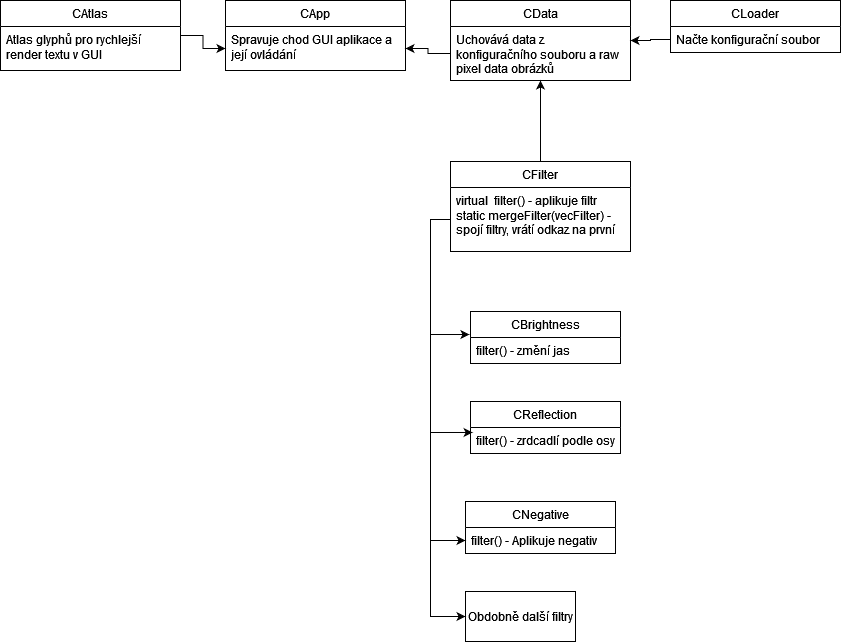 CAtlas
Atlas glyphů pro rychlejší
render textu v GUI
CApp
Spravuje chod GUI aplikace a
její ovládání
CData
Uchovává data z
konfiguračního souboru a raw
pixel data obrázků
CLoader
Načte konfigurační soubor
CFilter
virtual  filter() - aplikuje filtr
static mergeFilter(vecFilter) -
spojí filtry, vrátí odkaz na první
CBrightness
filter() - změní jas
CReflection
filter() - zrdcadlí podle osy
CNegative
filter() - Aplikuje negativ
Obdobně další filtry